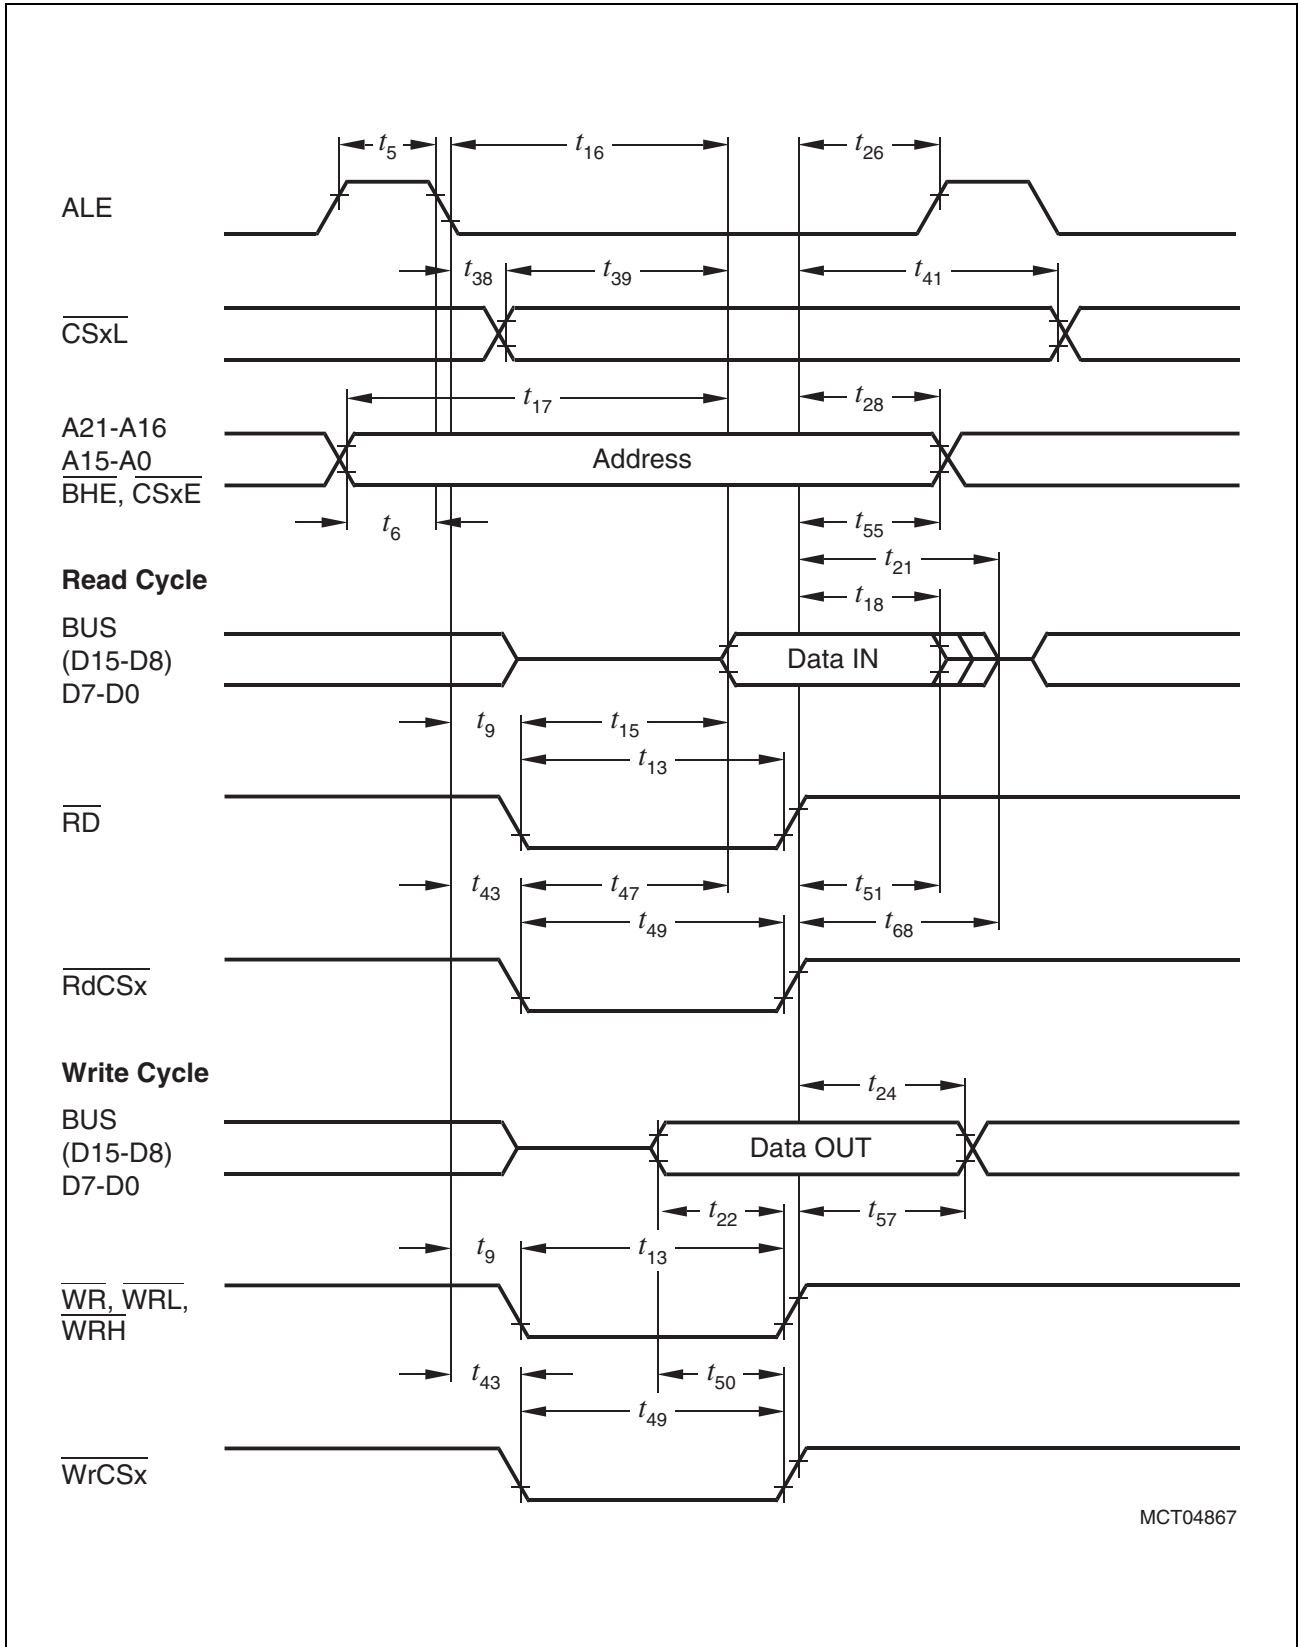 t5 t16 t26
ALE
t38 t39 t41
CSxL
t17 t28
A21-A16
A15-A0
BHE, CSxE
Address
t6 t55
t21
Read Cycle
t18
BUS
(D15-D8)
D7-D0
Data IN
t9 t15
t13
RD
t43 t47 t51
t49 t68
RdCSx
Write Cycle
t24
BUS
(D15-D8)
D7-D0
Data OUT
t22 t57
t9 t13
WR, WRL,
WRH
t43 t50
t49
WrCSx
MCT04867